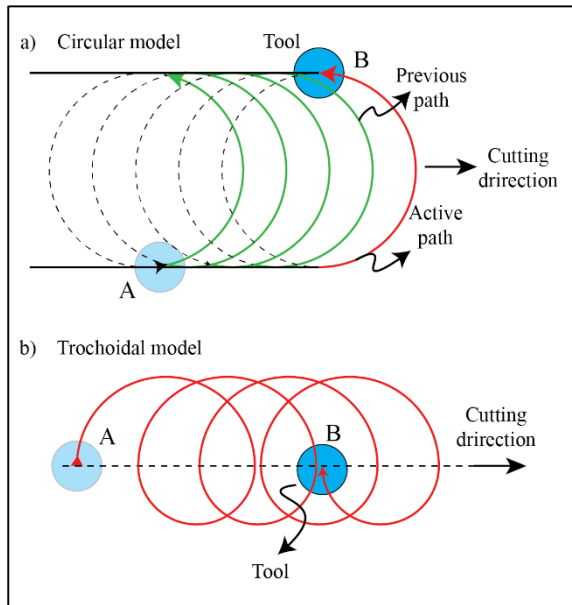 a) Circular model
Tool
B
Previous
path
Cutting
drirection
Active
path
A
b) Trochoidal model
A
B
Cutting
drirection
Tool